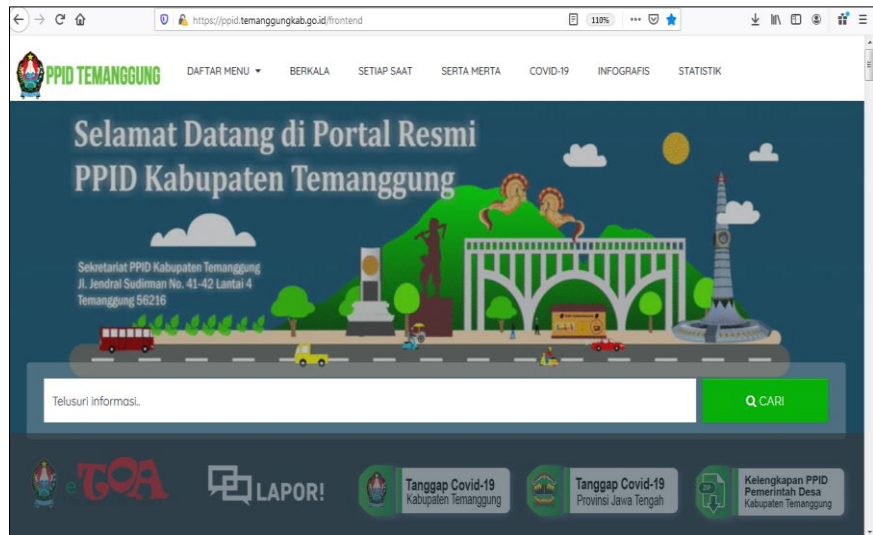 https://ppid.temanggungkab.go.id/frontend
110%
PPID TEMANGGUNG
DAFTAR MENU
BERKALA
SETIAP SAAT
SERTA MERTA
COVID-19
INFOGRAFIS
STATISTIK
Selamat Datang di Portal Resmi
PPID Kabupaten Temanggung
Sekretariat PPID Kabupaten Temanggung
Jl. Jendral Sudirman No. 41-42 Lantai 4
Temanggung 56216
Telusuri informasi..
CARI
e TOA
LAPOR!
Tanggap Covid-19
Kabupaten Temanggung
Tanggap Covid-19
Provinsi Jawa Tengah
Kelengkapan PPID
Pemerintah Desa
Kabupaten Temanggung